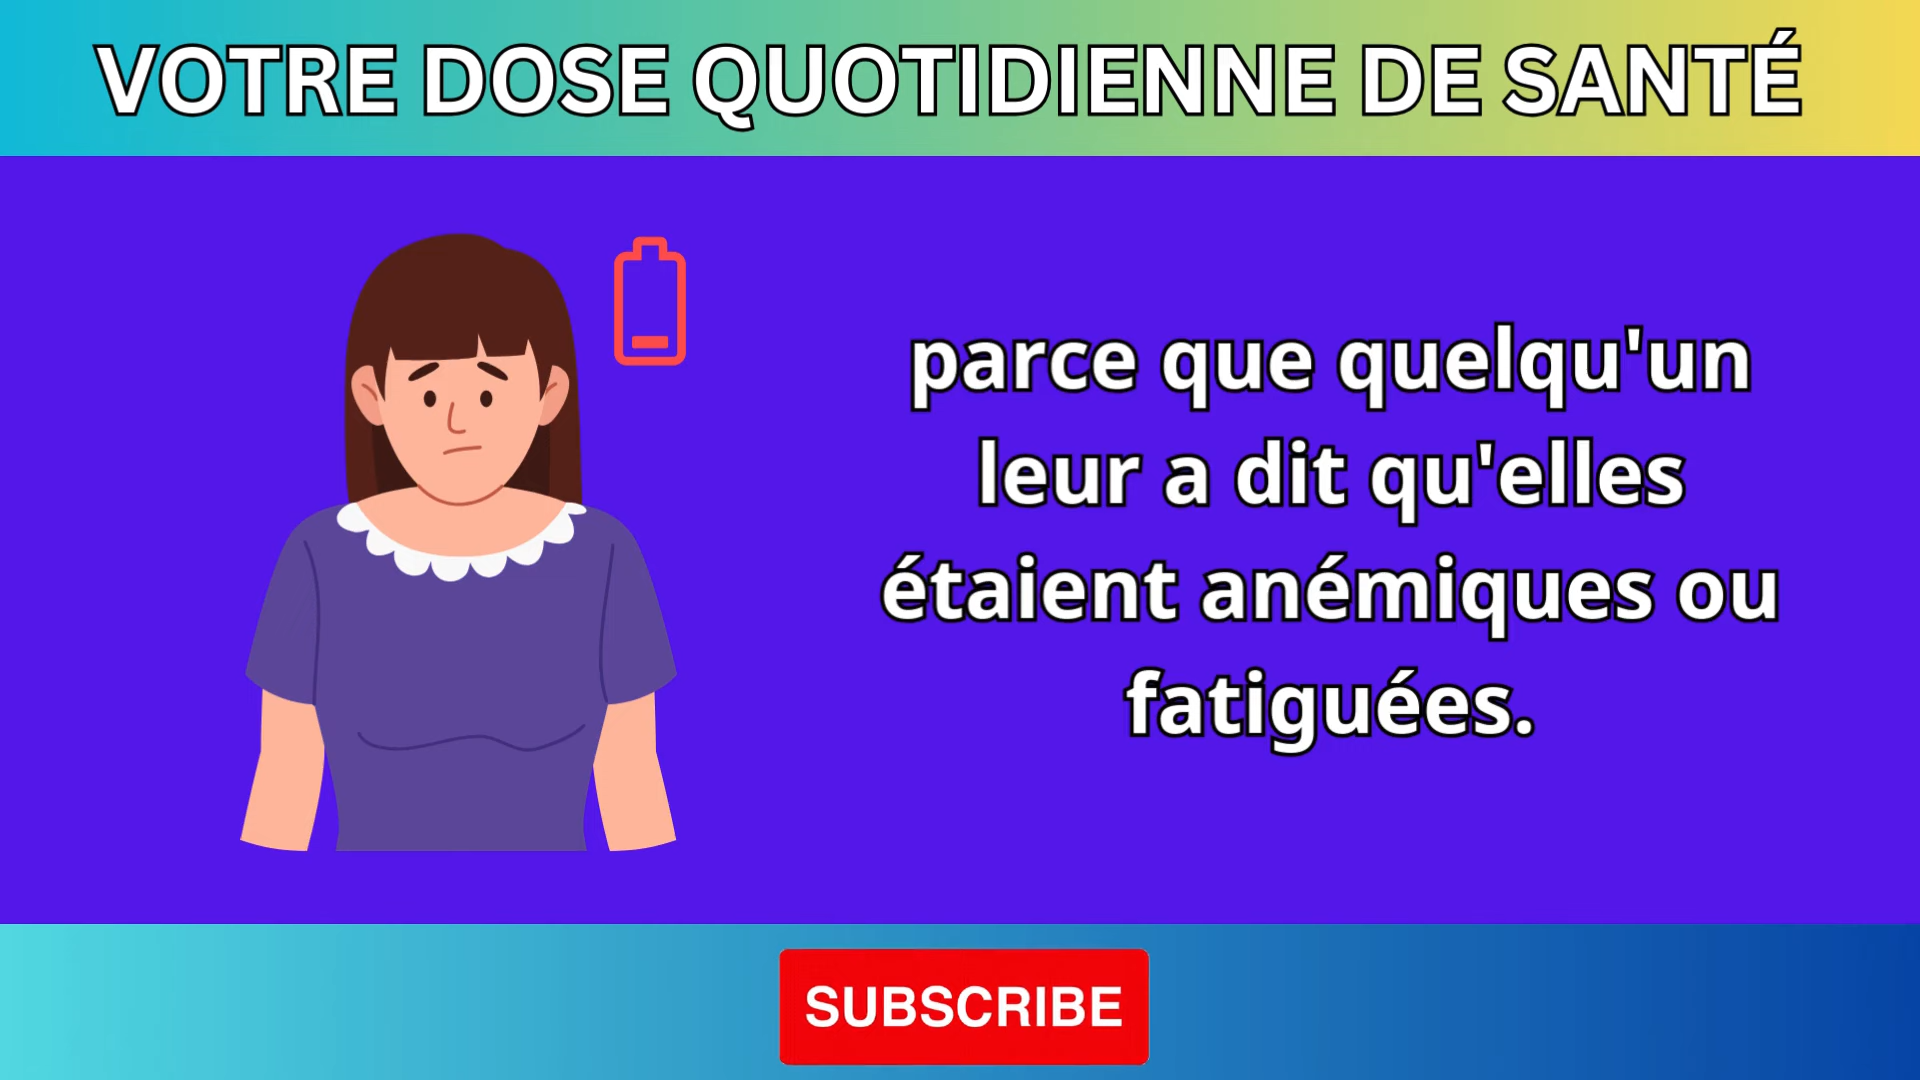 VOTRE DOSE QUOTIDIENNE DE SANTÉ
parce que quelqu'un
leur a dit qu'elles
étaient anémiques ou
fatiguées.
SUBSCRIBE